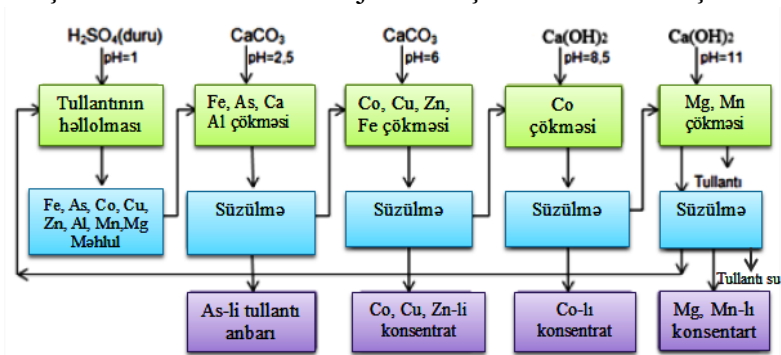 H₂SO₄(duru)
pH=1
CaCO₃
pH=2,5
CaCO₃
pH=6
Ca(OH)₂
pH=8,5
Ca(OH)₂
pH=11
Tullantının
həllolması
Fe, As, Ca
Al çökməsi
Co, Cu, Zn,
Fe çökməsi
Co
çökməsi
Mg, Mn
çökməsi
Tullantı
Fe, As, Co, Cu,
Zn, Al, Mn,Mg
Məhlul
Süzülmə
Süzülmə
Süzülmə
Süzülmə
Tullantı su
As-li tullantı
anbarı
Co, Cu, Zn-li
konsentrat
Co-lı
konsentrat
Mg, Mn-lı
konsentart